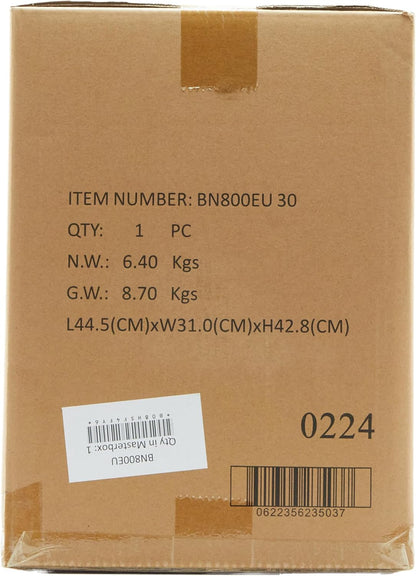 ITEM NUMBER: BN800EU 30
QTY: 1 PC
N.W.: 6.40 Kgs
G.W.: 8.70 Kgs
L44.5(CM)xW31.0(CM)xH42.8(CM)
0224
0622356235037
BN800EU
Qty in Masterbox: 1